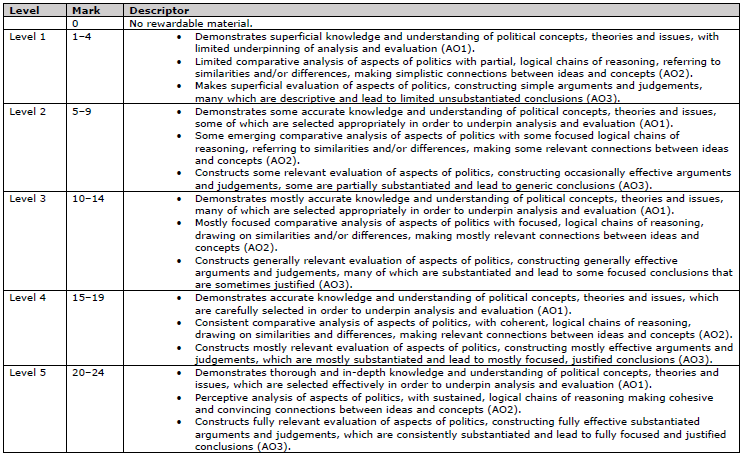 Level Mark Descriptor
0 No rewardable material.
Level 1 1–4 • Demonstrates superficial knowledge and understanding of political concepts, theories and issues, with
limited underpinning of analysis and evaluation (AO1).
• Limited comparative analysis of aspects of politics with partial, logical chains of reasoning, referring to
similarities and/or differences, making simplistic connections between ideas and concepts (AO2).
• Makes superficial evaluation of aspects of politics, constructing simple arguments and judgements,
many which are descriptive and lead to limited unsubstantiated conclusions (AO3).
Level 2 5–9 • Demonstrates some accurate knowledge and understanding of political concepts, theories and issues,
some of which are selected appropriately in order to underpin analysis and evaluation (AO1).
• Some emerging comparative analysis of aspects of politics with some focused logical chains of
reasoning, referring to similarities and/or differences, making some relevant connections between ideas
and concepts (AO2).
• Constructs some relevant evaluation of aspects of politics, constructing occasionally effective arguments
and judgements, some are partially substantiated and lead to generic conclusions (AO3).
Level 3 10–14 • Demonstrates mostly accurate knowledge and understanding of political concepts, theories and issues,
many of which are selected appropriately in order to underpin analysis and evaluation (AO1).
• Mostly focused comparative analysis of aspects of politics with focused, logical chains of reasoning,
drawing on similarities and/or differences, making mostly relevant connections between ideas and
concepts (AO2).
• Constructs generally relevant evaluation of aspects of politics, constructing generally effective
arguments and judgements, many of which are substantiated and lead to some focused conclusions that
are sometimes justified (AO3).
Level 4 15–19 • Demonstrates accurate knowledge and understanding of political concepts, theories and issues, which
are carefully selected in order to underpin analysis and evaluation (AO1).
• Consistent comparative analysis of aspects of politics, with coherent, logical chains of reasoning,
drawing on similarities and differences, making relevant connections between ideas and concepts (AO2).
• Constructs mostly relevant evaluation of aspects of politics, constructing mostly effective arguments and
judgements, which are mostly substantiated and lead to mostly focused, justified conclusions (AO3).
Level 5 20–24 • Demonstrates thorough and in-depth knowledge and understanding of political concepts, theories and
issues, which are selected effectively in order to underpin analysis and evaluation (AO1).
• Perceptive analysis of aspects of politics, with sustained, logical chains of reasoning making cohesive
and convincing connections between ideas and concepts (AO2).
• Constructs fully relevant evaluation of aspects of politics, constructing fully effective substantiated
arguments and judgements, which are consistently substantiated and lead to fully focused and justified
conclusions (AO3).